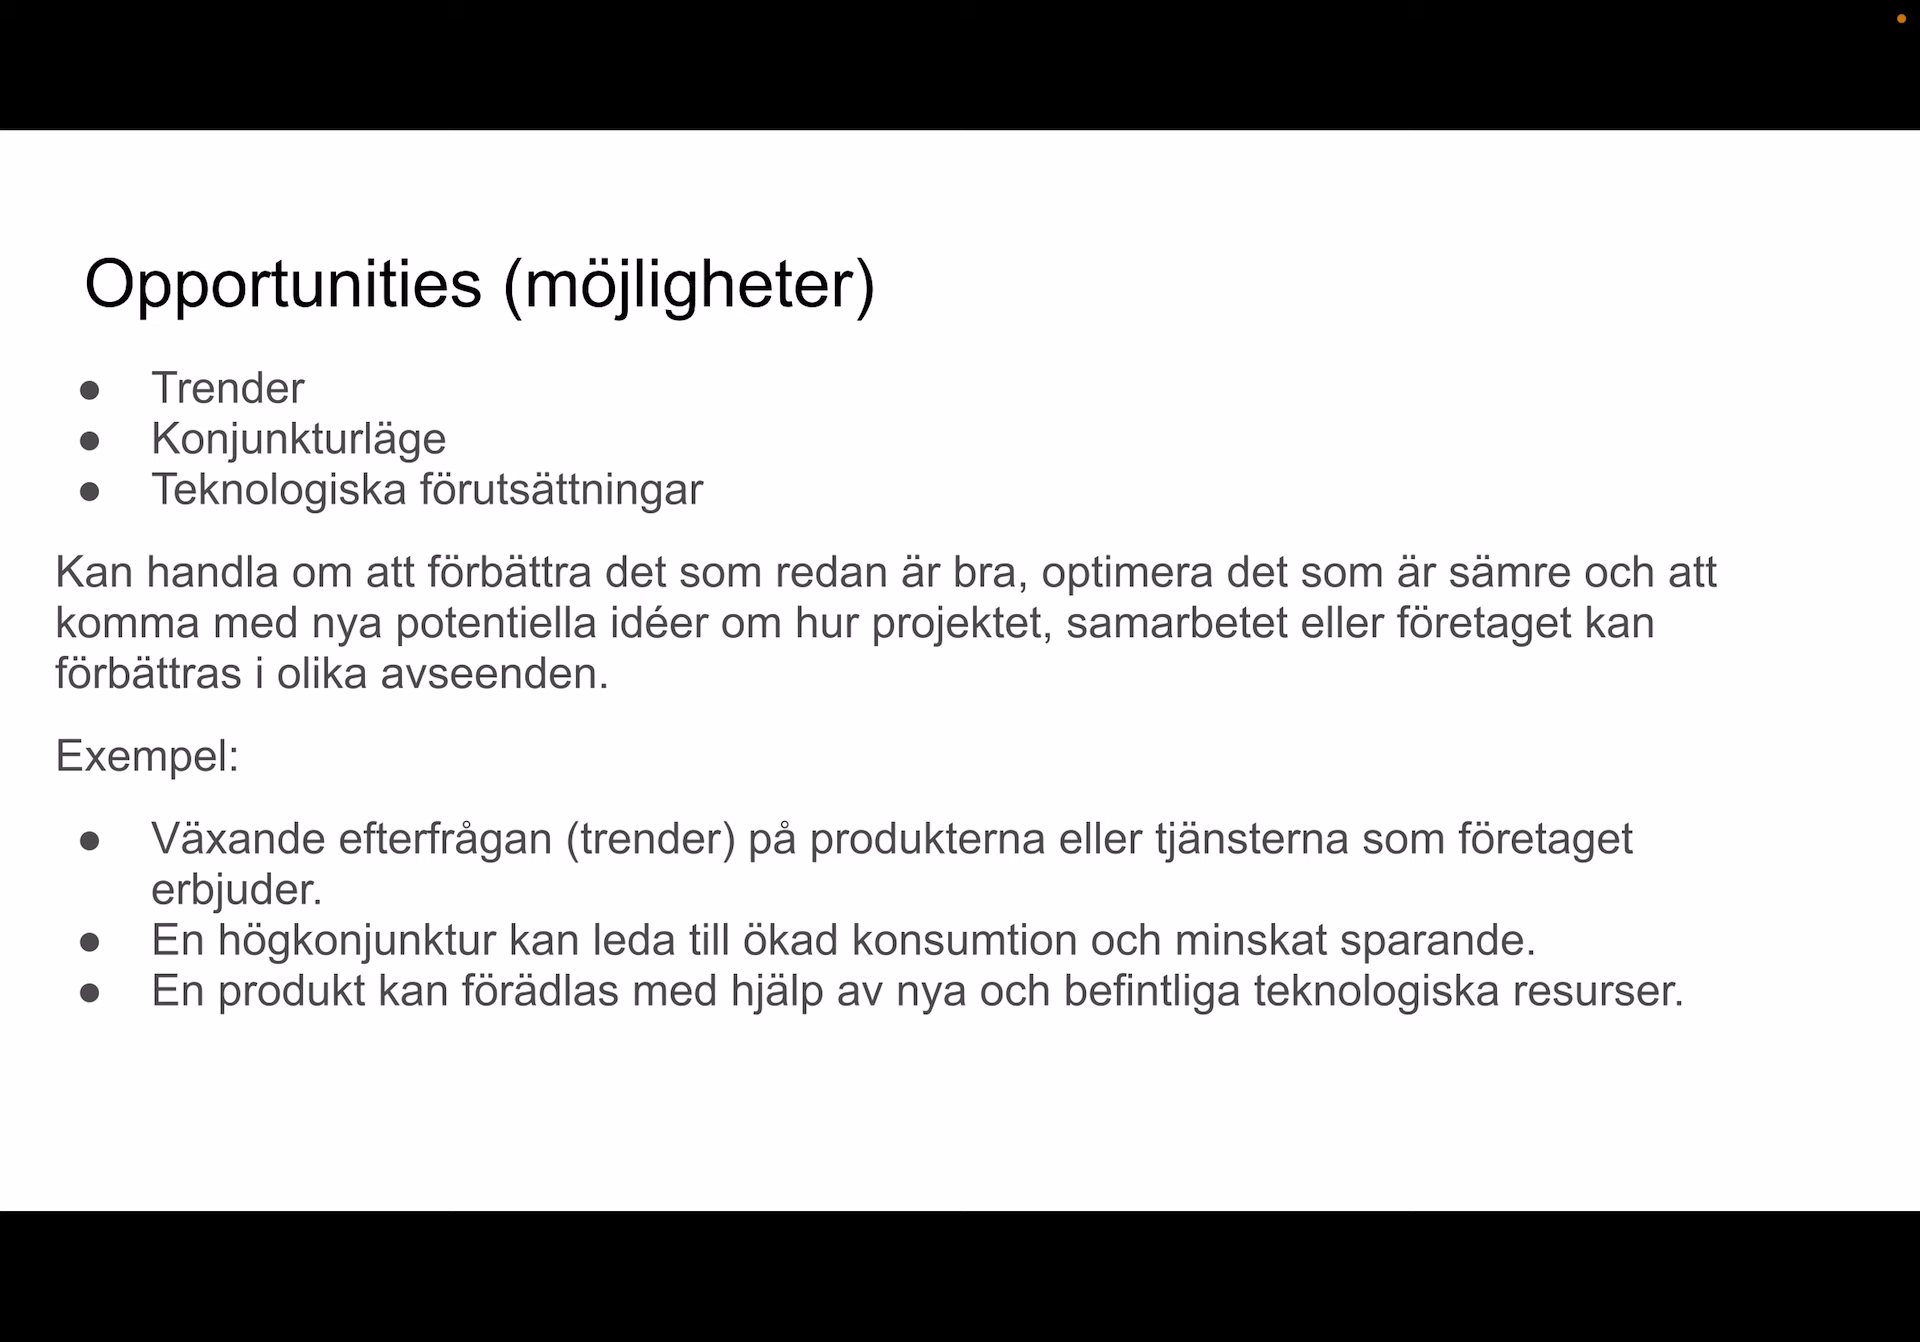 Opportunities (möjligheter)
● Trender
● Konjunkturläge
● Teknologiska förutsättningar
Kan handla om att förbättra det som redan är bra, optimera det som är sämre och att
komma med nya potentiella idéer om hur projektet, samarbetet eller företaget kan
förbättras i olika avseenden.
Exempel:
● Växande efterfrågan (trender) på produkterna eller tjänsterna som företaget
erbjuder.
● En högkonjunktur kan leda till ökad konsumtion och minskat sparande.
● En produkt kan förädlas med hjälp av nya och befintliga teknologiska resurser.